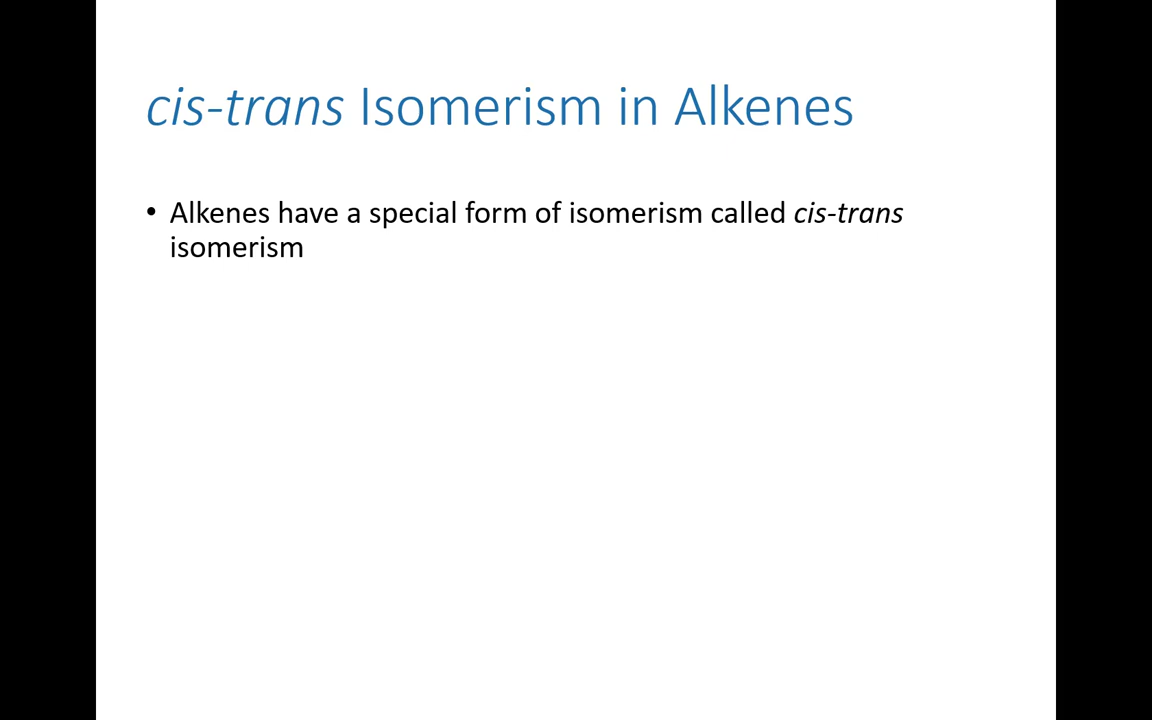 cis-trans Isomerism in Alkenes
• Alkenes have a special form of isomerism called cis-trans
isomerism